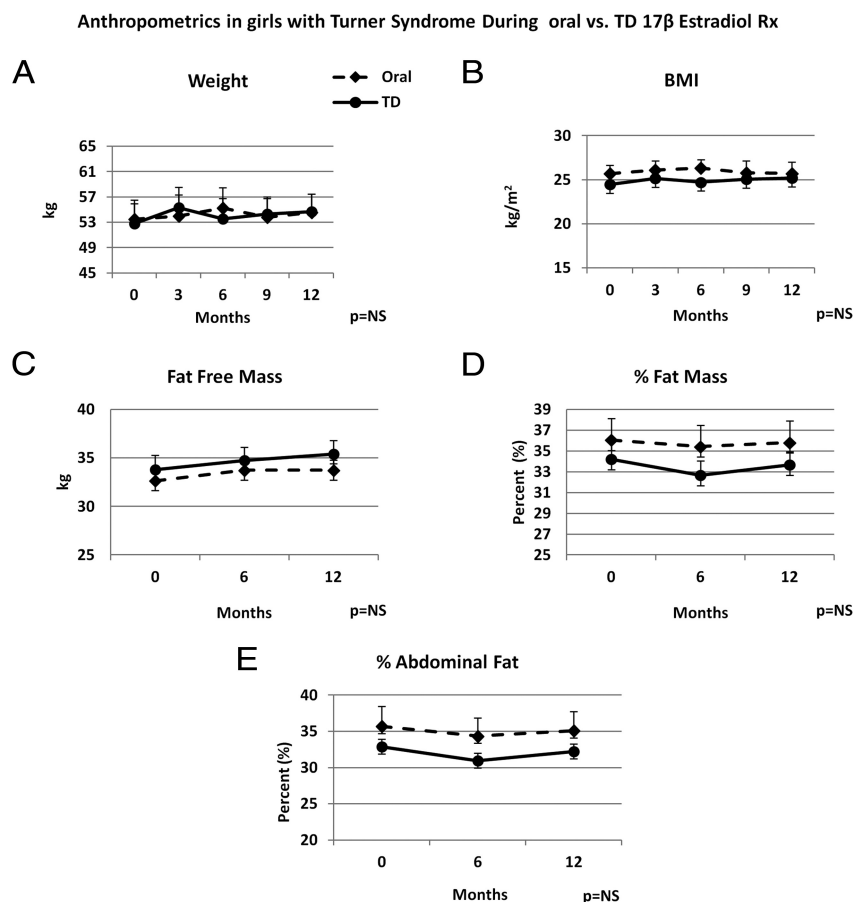 Anthropometrics in girls with Turner Syndrome During oral vs. TD 17β Estradiol Rx
A
Weight
Oral
TD
65
61
57
53
49
45
kg
0 3 6 9 12
Months
p=NS
B
BMI
30
25
20
15
kg/m²
0 3 6 9 12
Months
p=NS
C
Fat Free Mass
40
35
30
25
kg
0 6 12
Months
p=NS
D
% Fat Mass
39
37
35
33
31
29
27
25
Percent (%)
0 6 12
Months
p=NS
E
% Abdominal Fat
40
35
30
25
20
Percent (%)
0 6 12
Months
p=NS